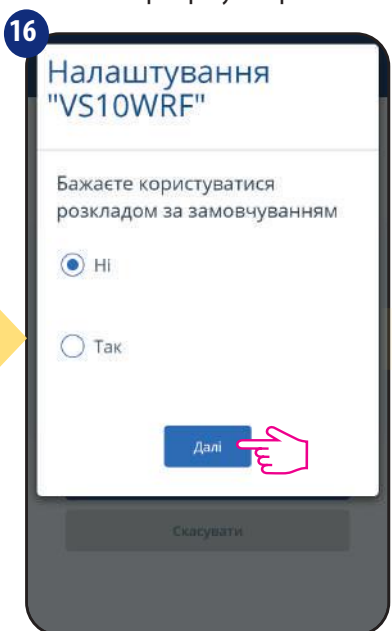 16
Налаштування
"VS10WRF"
Бажаєте користуватися
розкладом за замовчуванням
Ні
Так
Далі
Скасувати